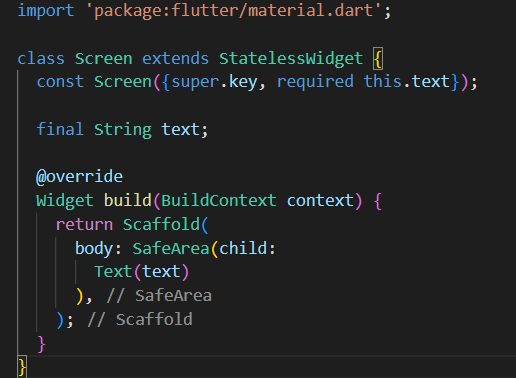 import 'package:flutter/material.dart';
class Screen extends StatelessWidget {
const Screen({super.key, required this.text});
final String text;
@override
Widget build(BuildContext context) {
return Scaffold(
body: SafeArea(child:
Text(text)
), // SafeArea
); // Scaffold
}
}